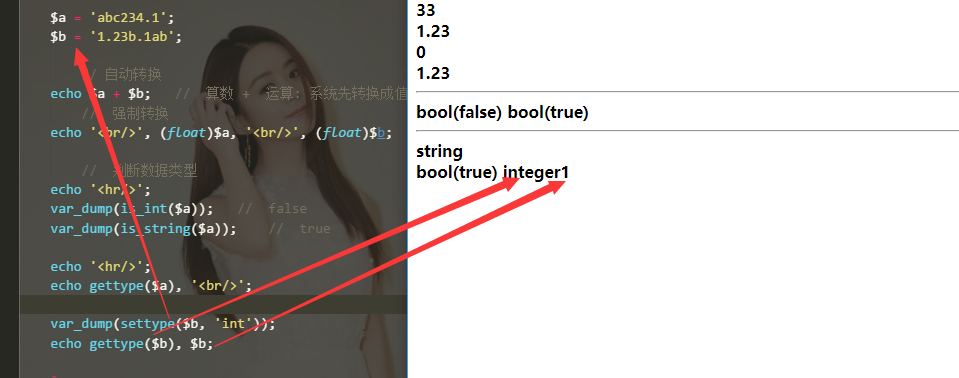 $a = 'abc234.1';
$b = '1.23b.1ab';
// 自动转换
echo $a + $b; // 算数 + 运算: 系统先转换成值
// 强制转换
echo '<br/>', (float)$a, '<br/>', (float)$b;
// 判断数据类型
echo '<hr/>';
var_dump(is_int($a)); // false
var_dump(is_string($a)); // true
echo '<hr/>';
echo gettype($a), '<br/>';
var_dump(settype($b, 'int'));
echo gettype($b), $b;
33
1.23
0
1.23
bool(false) bool(true)
string
bool(true) integer1